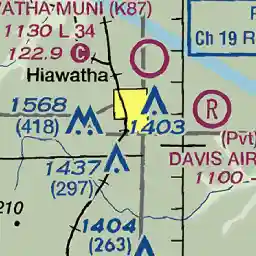 WATHA MUNI (K87)
1130 L 34
122.9 C
Hiawatha
Ch 19 R
1568
(418)
1403
R
(Pvt)
DAVIS AIR
1100 -
1437
(297)
210
1404
(263)